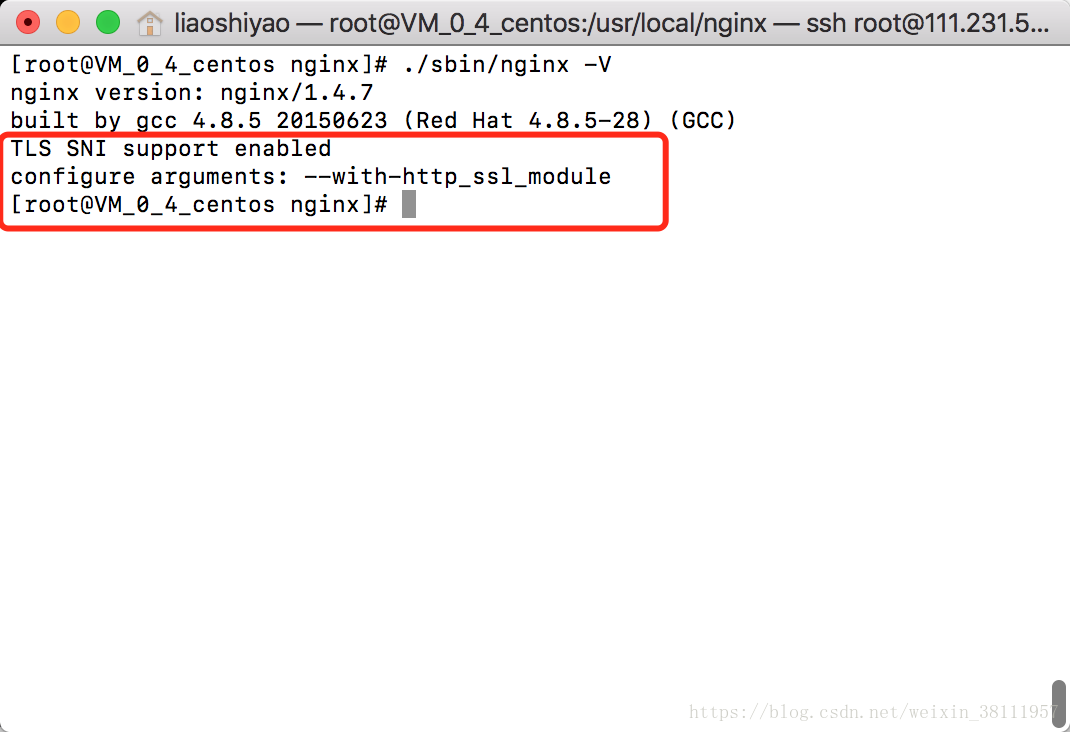 liaoshiyao — root@VM_0_4_centos:/usr/local/nginx — ssh root@111.231.5...
[root@VM_0_4_centos nginx]# ./sbin/nginx -V
nginx version: nginx/1.4.7
built by gcc 4.8.5 20150623 (Red Hat 4.8.5-28) (GCC)
TLS SNI support enabled
configure arguments: --with-http_ssl_module
[root@VM_0_4_centos nginx]#
https://blog.csdn.net/weixin_38111957